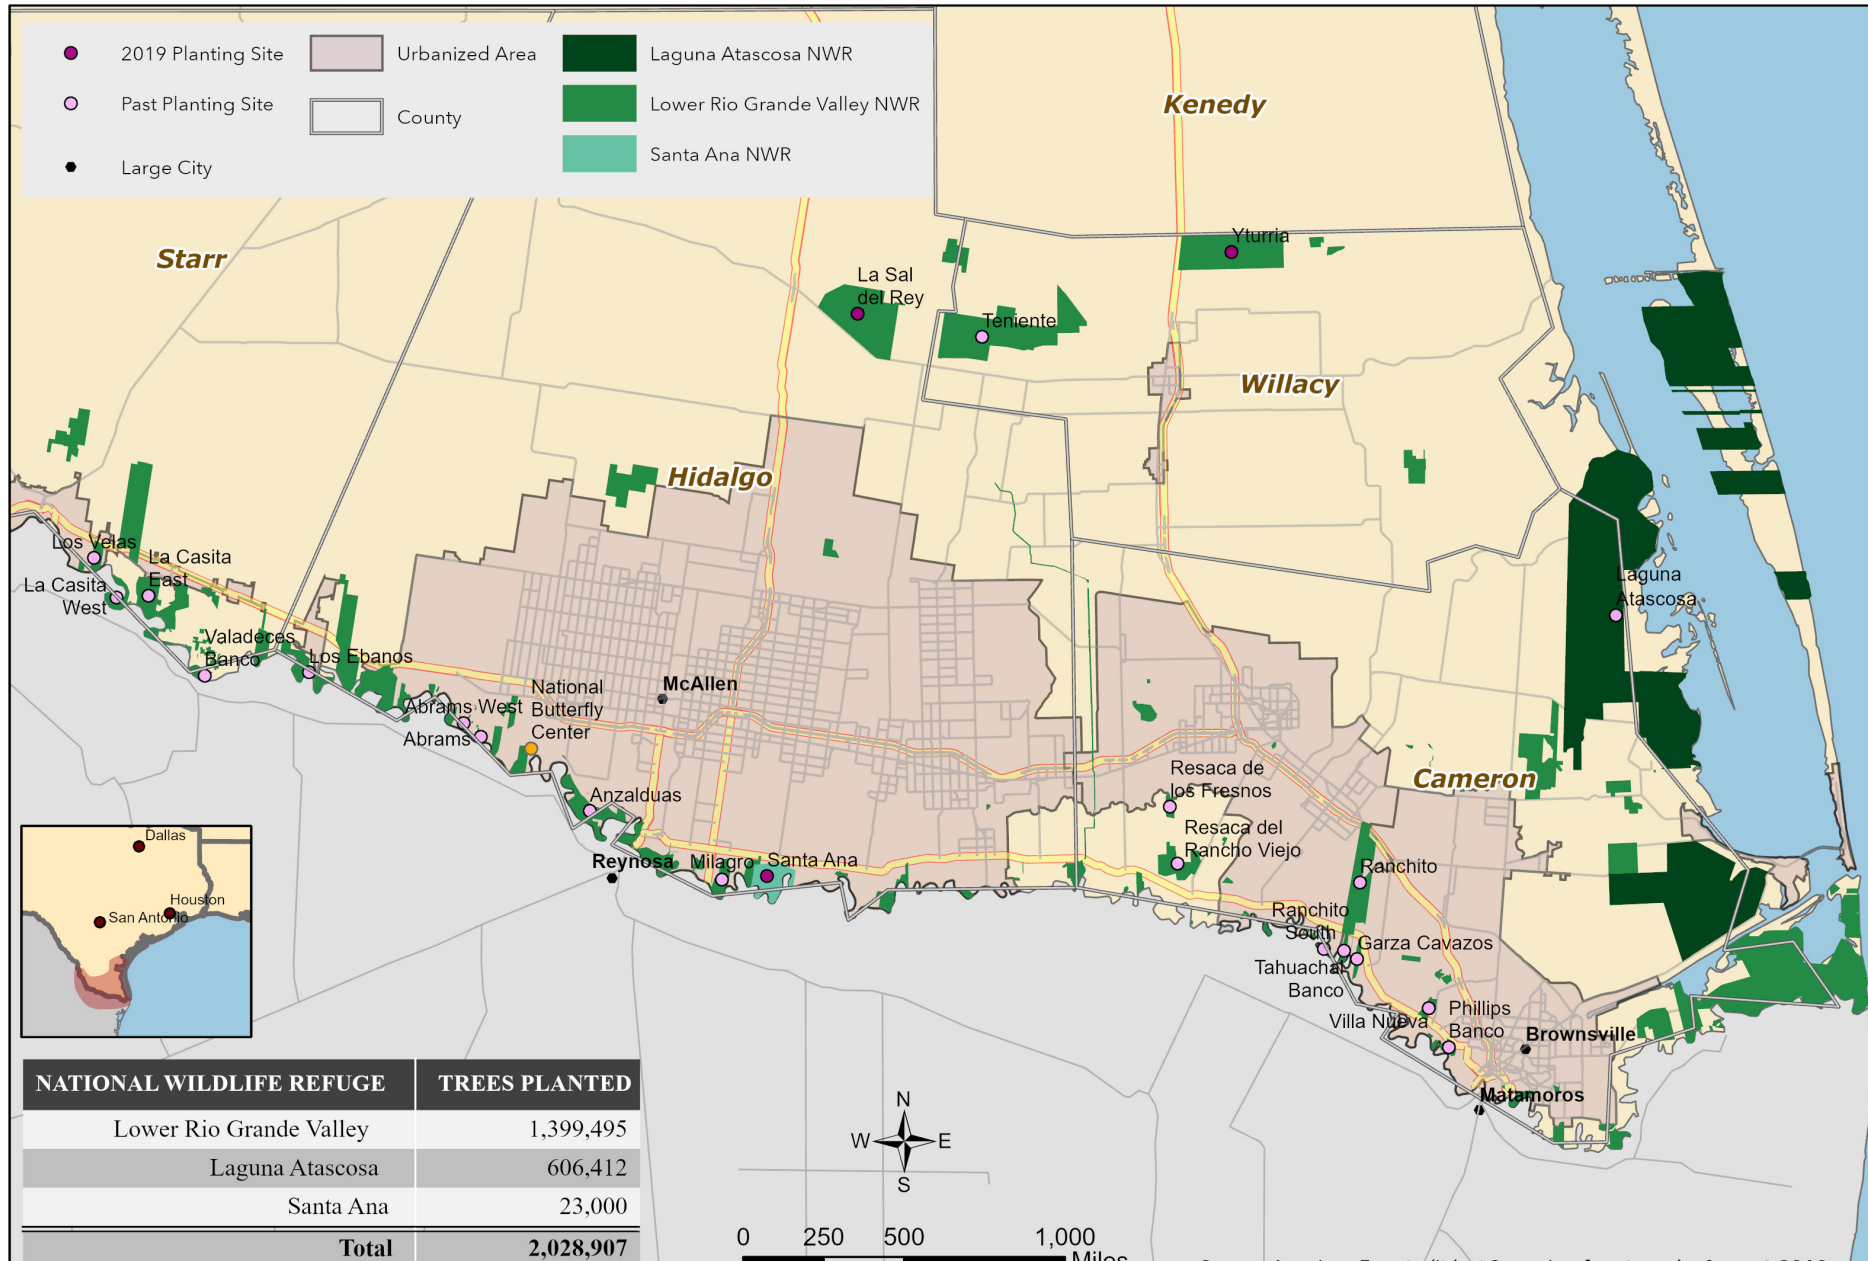 2019 Planting Site
Past Planting Site
Large City
Urbanized Area
County
Laguna Atascosa NWR
Lower Rio Grande Valley NWR
Santa Ana NWR
Kenedy
Starr
Yturria
La Sal
del Rey
Teniente
Willacy
Hidalgo
Los Velas
La Casita
East
La Casita
West
Laguna
Atascosa
Valadeces
Banco
Los Ebanos
McAllen
National
Butterfly
Center
Abrams West
Abrams
Cameron
Resaca de
los Fresnos
Anzalduas
Resaca del
Rancho Viejo
Reynosa
Milagro
Santa Ana
Ranchito
Ranchito
South
Garza Cavazos
Tahuachal
Banco
Villa Nueva
Phillips
Banco
Brownsville
Matamoros
Dallas
Houston
San Antonio
NATIONAL WILDLIFE REFUGE TREES PLANTED
Lower Rio Grande Valley 1,399,495
Laguna Atascosa 606,412
Santa Ana 23,000
Total 2,028,907
N
W E
S
0 250 500 1,000
Miles